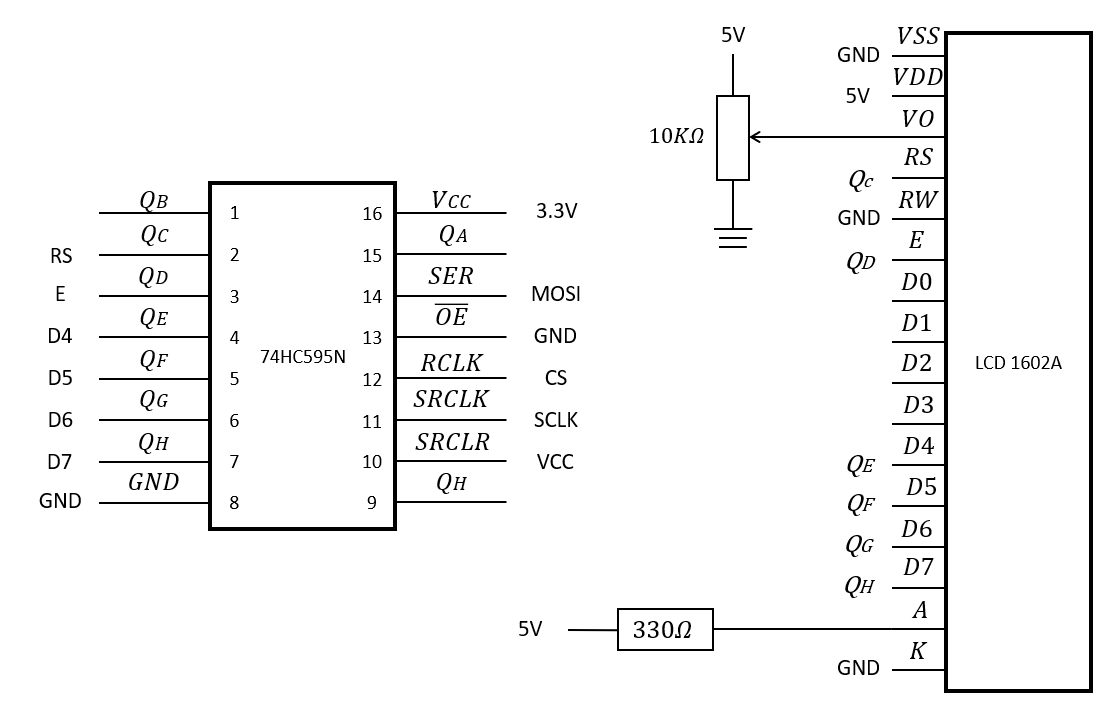 5V
10KΩ
QB
QC
RS
QD
E
QE
D4
QF
D5
QG
D6
QH
D7
GND
GND
1
2
3
4
5
6
7
8
74HC595N
16
15
14
13
12
11
10
9
VCC
3.3V
QA
SER
MOSI
OE
GND
RCLK
CS
SRCLK
SCLK
SRCLR
VCC
QH
VSS
GND
VDD
5V
VO
RS
Qc
RW
GND
E
QD
D0
D1
D2
D3
D4
QE
D5
QF
D6
QG
D7
QH
A
5V
330Ω
K
GND
LCD 1602A